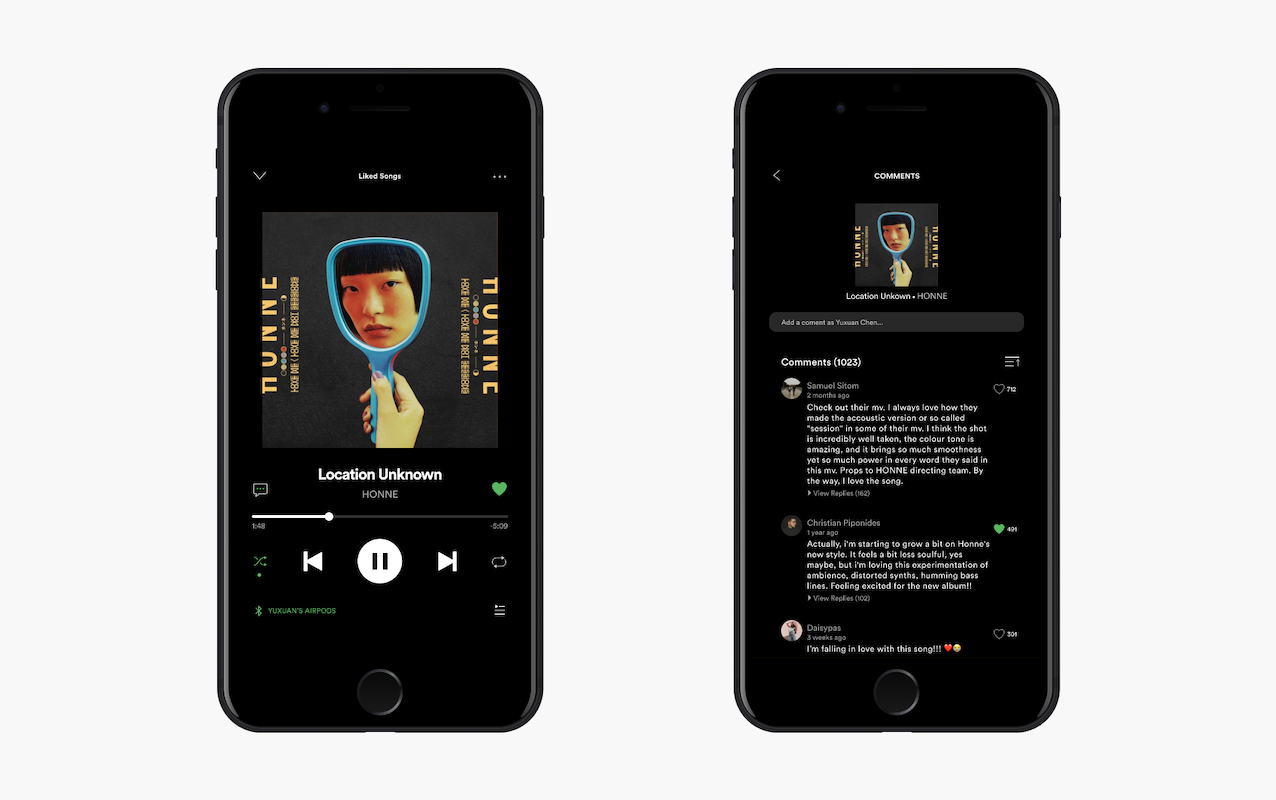 Liked Songs
HONNE
HONNE
Location Unknown
HONNE
1:48
-5:09
YUXUAN'S AIRPODS
COMMENTS
HONNE
HONNE
Location Unkown • HONNE
Add a coment as Yuxuan Chen...
Comments (1023)
Samuel Sitom
712
2 months ago
Check out their mv. I always love how they
made the accoustic version or so called
"session" in some of their mv. I think the shot
is incredibly well taken, the colour tone is
amazing, and it brings so much smoothness
yet so much power in every word they said in
this mv. Props to HONNE directing team. By
the way, I love the song.
View Replies (162)
Christian Piponides
491
1 year ago
Actually, i'm starting to grow a bit on Honne's
new style. It feels a bit less soulful, yes
maybe, but i'm loving this experimentation of
ambience, distorted synths, humming bass
lines. Feeling excited for the new album!!
View Replies (102)
Daisypas
301
3 weeks ago
I'm falling in love with this song!!! ❤️😭